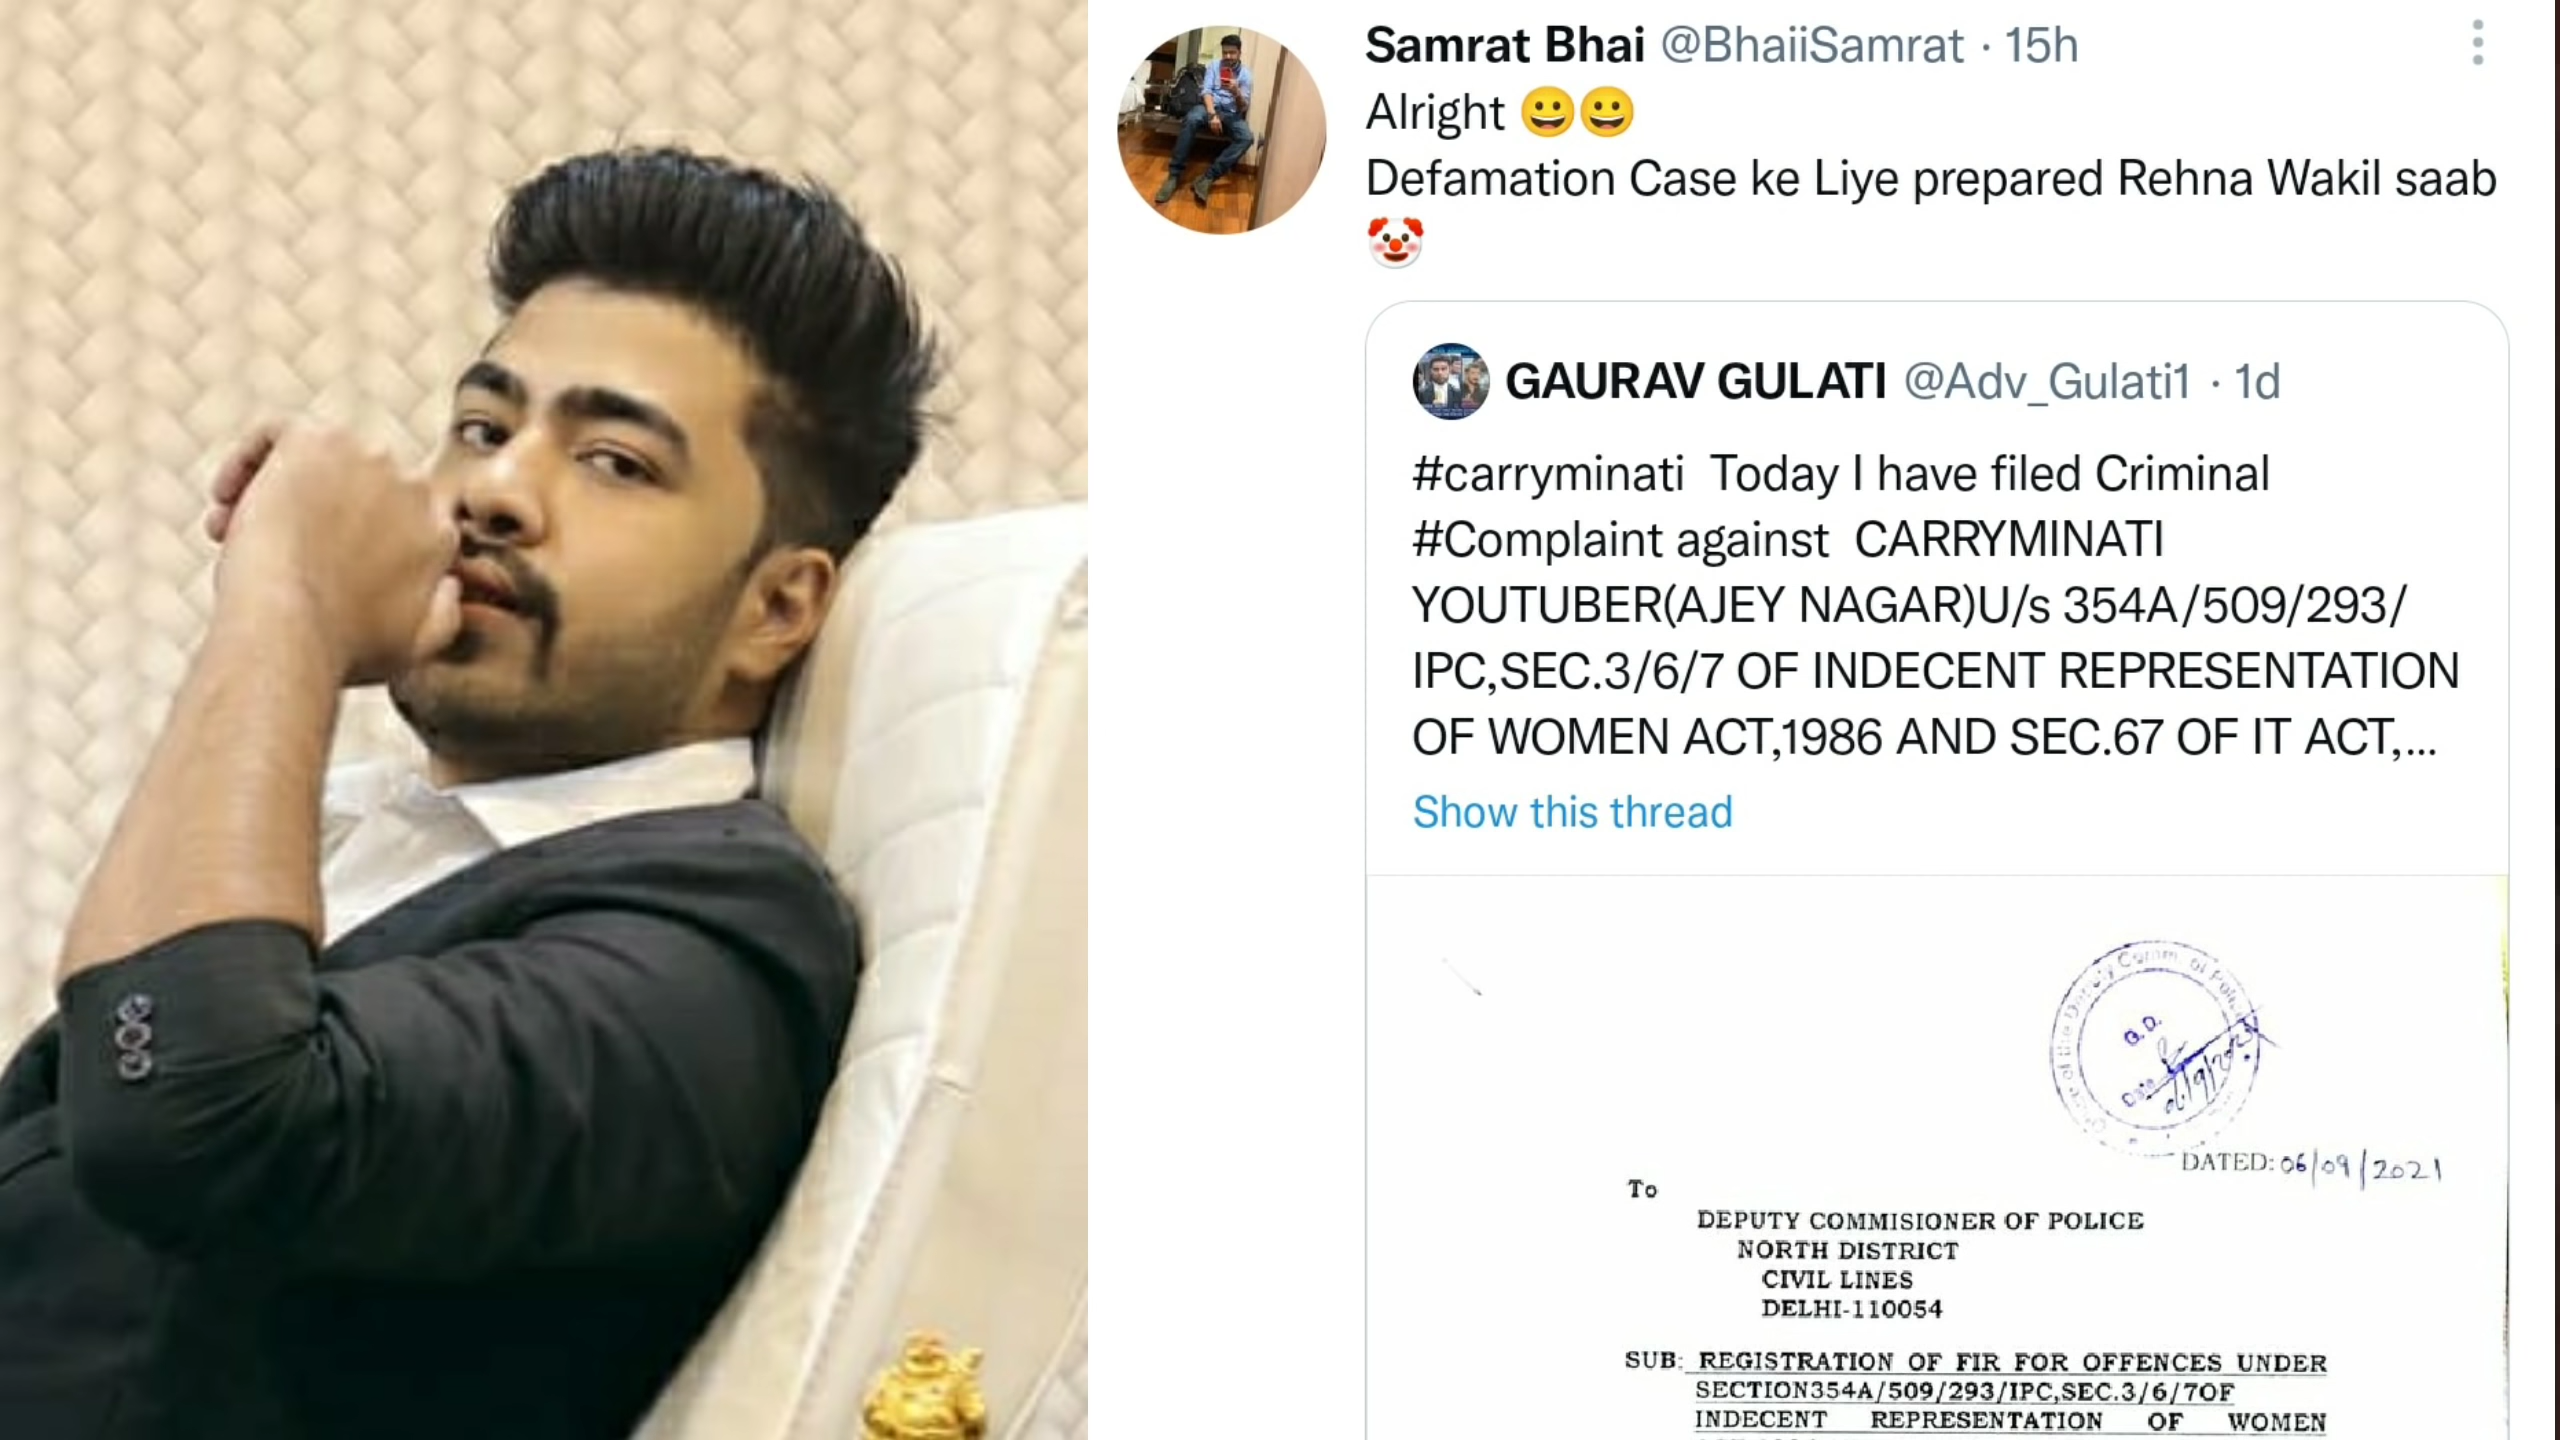 Samrat Bhai @BhaiiSamrat · 15h
Alright 😀😀
Defamation Case ke Liye prepared Rehna Wakil saab
🤡
GAURAV GULATI @Adv_Gulati1 · 1d
#carryminati Today I have filed Criminal
#Complaint against CARRYMINATI
YOUTUBER(AJEY NAGAR)U/s 354A/509/293/
IPC,SEC.3/6/7 OF INDECENT REPRESENTATION
OF WOMEN ACT,1986 AND SEC.67 OF IT ACT,...
Show this thread
G.D.
DATED: 06/09/2021
To
DEPUTY COMMISIONER OF POLICE
NORTH DISTRICT
CIVIL LINES
DELHI-110054
SUB: REGISTRATION OF FIR FOR OFFENCES UNDER
SECTION354A/509/293/IPC,SEC.3/6/7OF
INDECENT REPRESENTATION OF WOMEN